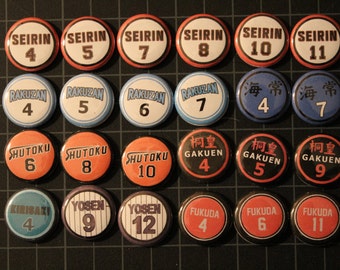 SEIRIN
4
SEIRIN
5
SEIRIN
7
SEIRIN
8
SEIRIN
10
SEIRIN
11
RAKUZAN
4
RAKUZAN
5
RAKUZAN
6
RAKUZAN
7
海常
4
海常
7
SHUTOKU
6
SHUTOKU
8
SHUTOKU
10
桐皇
GAKUEN
4
桐皇
GAKUEN
5
桐皇
GAKUEN
9
KIRISAKI
4
YOSEN
9
YOSEN
12
FUKUDA
4
FUKUDA
6
FUKUDA
11